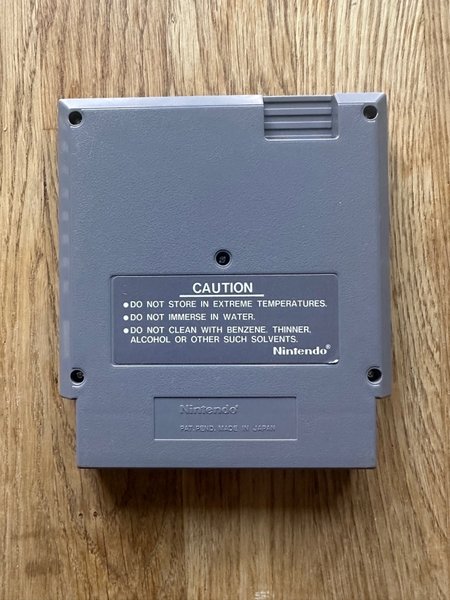 CAUTION
●DO NOT STORE IN EXTREME TEMPERATURES.
●DO NOT IMMERSE IN WATER.
●DO NOT CLEAN WITH BENZENE, THINNER,
ALCOHOL OR OTHER SUCH SOLVENTS.
Nintendo®
Nintendo®
PAT. PEND. MADE IN JAPAN